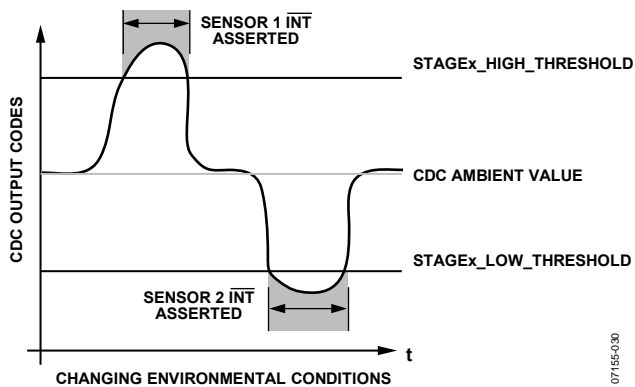 SENSOR 1 INT
ASSERTED
STAGEx_HIGH_THRESHOLD
CDC OUTPUT CODES
CDC AMBIENT VALUE
STAGEx_LOW_THRESHOLD
SENSOR 2 INT
ASSERTED
t
CHANGING ENVIRONMENTAL CONDITIONS
07155-030